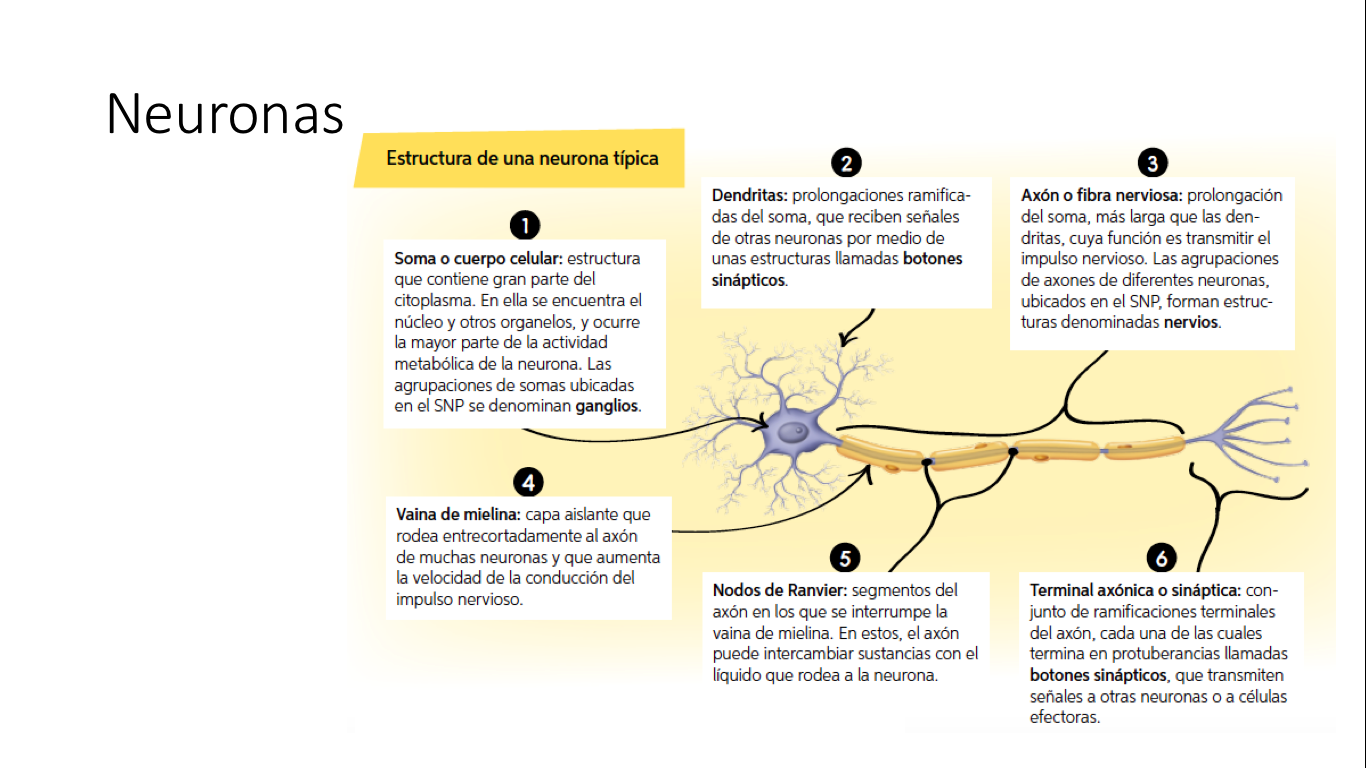 Neuronas
Estructura de una neurona típica
1
Soma o cuerpo celular: estructura
que contiene gran parte del
citoplasma. En ella se encuentra el
núcleo y otros organelos, y ocurre
la mayor parte de la actividad
metabólica de la neurona. Las
agrupaciones de somas ubicadas
en el SNP se denominan ganglios.
2
Dendritas: prolongaciones ramifica-
das del soma, que reciben señales
de otras neuronas por medio de
unas estructuras llamadas botones
sinápticos.
3
Axón o fibra nerviosa: prolongación
del soma, más larga que las den-
dritas, cuya función es transmitir el
impulso nervioso. Las agrupaciones
de axones de diferentes neuronas,
ubicados en el SNP, forman estruc-
turas denominadas nervios.
4
Vaina de mielina: capa aislante que
rodea entrecortadamente al axón
de muchas neuronas y que aumenta
la velocidad de la conducción del
impulso nervioso.
5
Nodos de Ranvier: segmentos del
axón en los que se interrumpe la
vaina de mielina. En estos, el axón
puede intercambiar sustancias con el
líquido que rodea a la neurona.
6
Terminal axónica o sináptica: con-
junto de ramificaciones terminales
del axón, cada una de las cuales
termina en protuberancias llamadas
botones sinápticos, que transmiten
señales a otras neuronas o a células
efectoras.